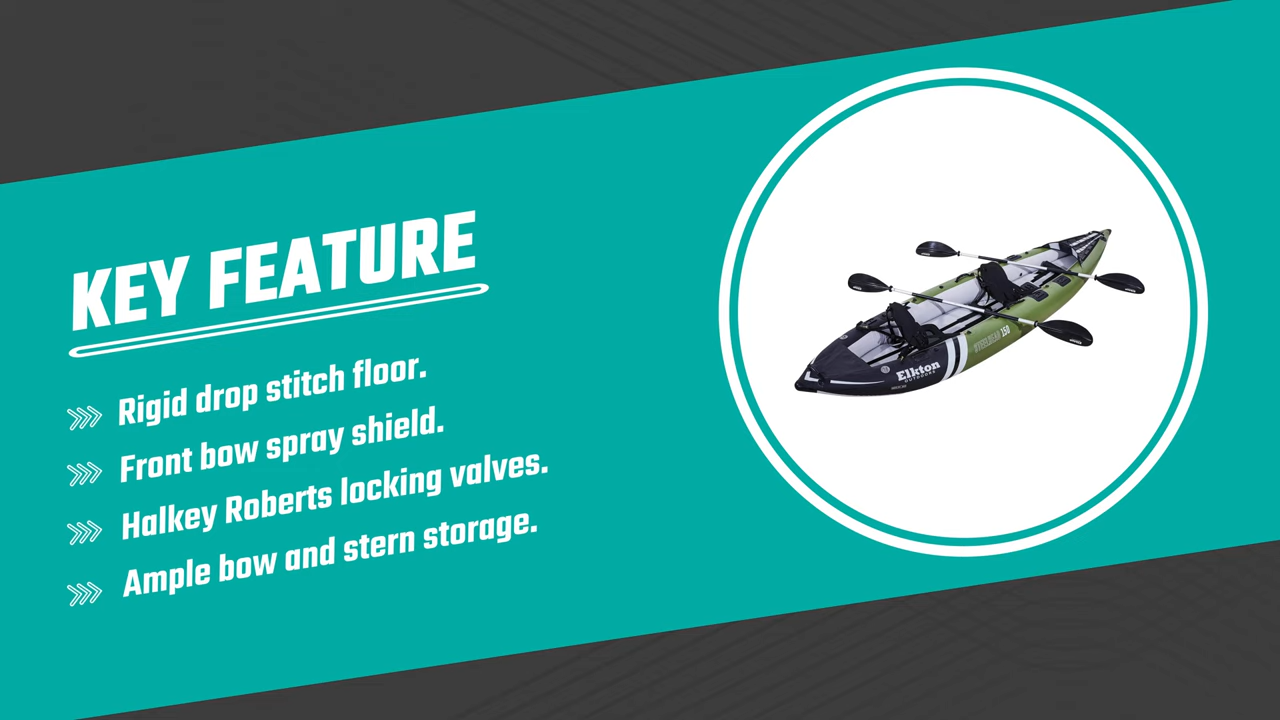 KEY FEATURE
Rigid drop stitch floor.
Front bow spray shield.
Halkey Roberts locking valves.
Ample bow and stern storage.
Elkton
OUTDOORS